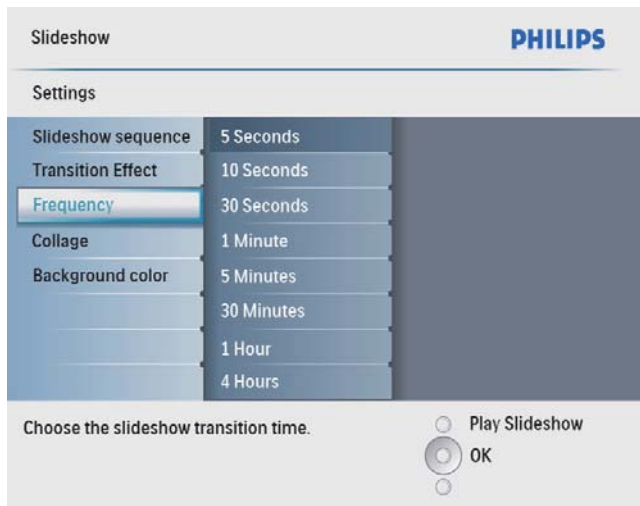 Slideshow
PHILIPS
Settings
Slideshow sequence
Transition Effect
Frequency
Collage
Background color
5 Seconds
10 Seconds
30 Seconds
1 Minute
5 Minutes
30 Minutes
1 Hour
4 Hours
Choose the slideshow transition time.
Play Slideshow
OK